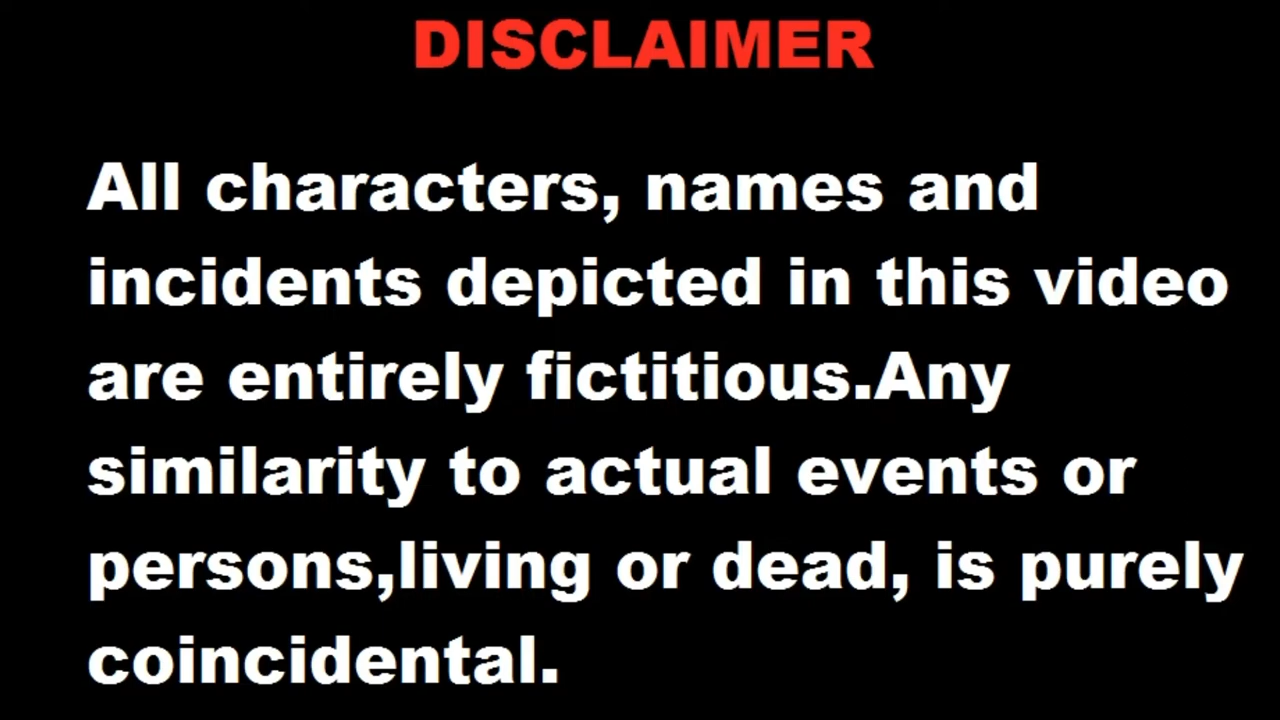 DISCLAIMER
All characters, names and
incidents depicted in this video
are entirely fictitious.Any
similarity to actual events or
persons,living or dead, is purely
coincidental.